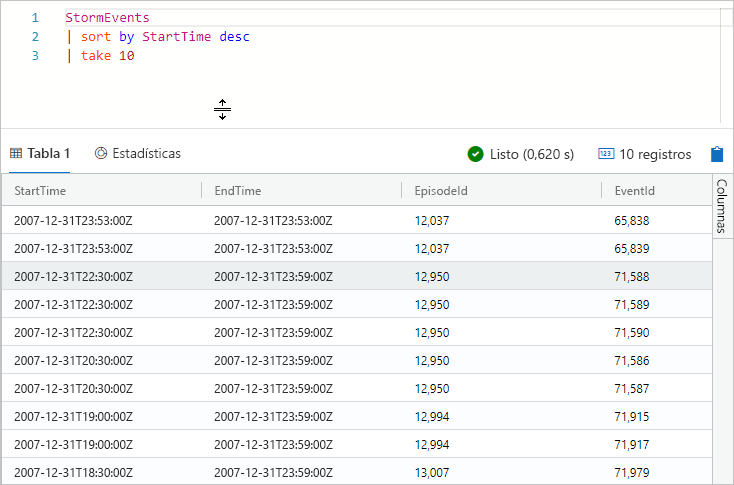 1 StormEvents
2 | sort by StartTime desc
3 | take 10
Tabla 1 Estadísticas Listo (0,620 s) 10 registros
StartTime EndTime EpisodeId EventId
Columnas
2007-12-31T23:53:00Z 2007-12-31T23:53:00Z 12,037 65,838
2007-12-31T23:53:00Z 2007-12-31T23:53:00Z 12,037 65,839
2007-12-31T22:30:00Z 2007-12-31T23:59:00Z 12,950 71,588
2007-12-31T22:30:00Z 2007-12-31T23:59:00Z 12,950 71,589
2007-12-31T22:30:00Z 2007-12-31T23:59:00Z 12,950 71,590
2007-12-31T20:30:00Z 2007-12-31T23:59:00Z 12,950 71,586
2007-12-31T20:30:00Z 2007-12-31T23:59:00Z 12,950 71,587
2007-12-31T19:00:00Z 2007-12-31T23:59:00Z 12,994 71,915
2007-12-31T19:00:00Z 2007-12-31T23:59:00Z 12,994 71,917
2007-12-31T18:30:00Z 2007-12-31T23:59:00Z 13,007 71,979